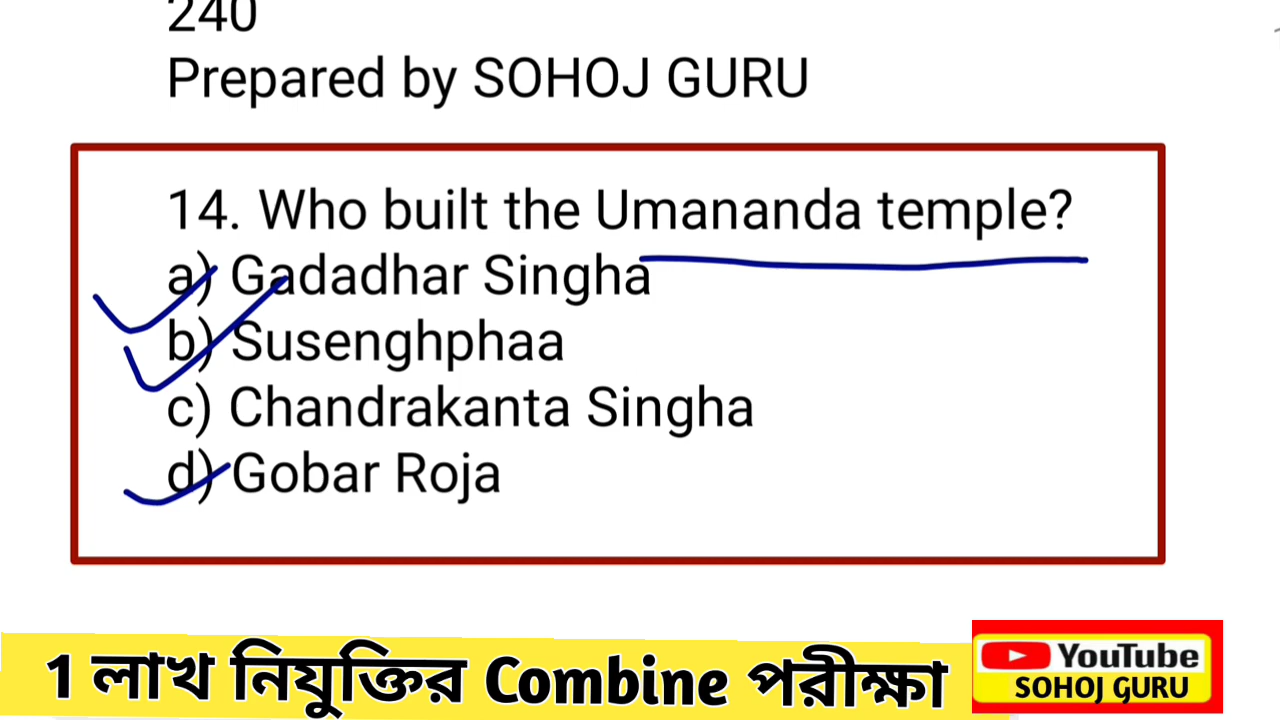 240
Prepared by SOHOJ GURU
14. Who built the Umananda temple?
a) Gadadhar Singha
b) Susenghphaa
c) Chandrakanta Singha
d) Gobar Roja
1 লাখ নিযুক্তিৰ Combine পৰীক্ষা
YouTube
SOHOJ GURU